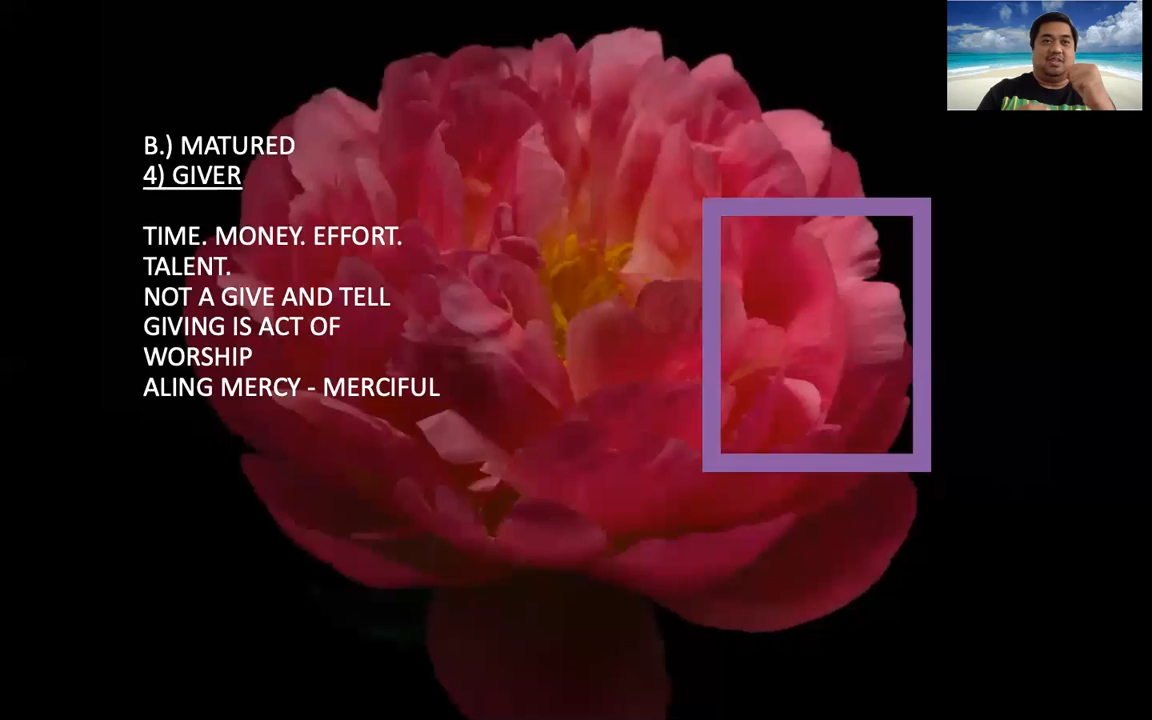 B.) MATURED
4) GIVER
TIME. MONEY. EFFORT.
TALENT.
NOT A GIVE AND TELL
GIVING IS ACT OF
WORSHIP
ALING MERCY - MERCIFUL